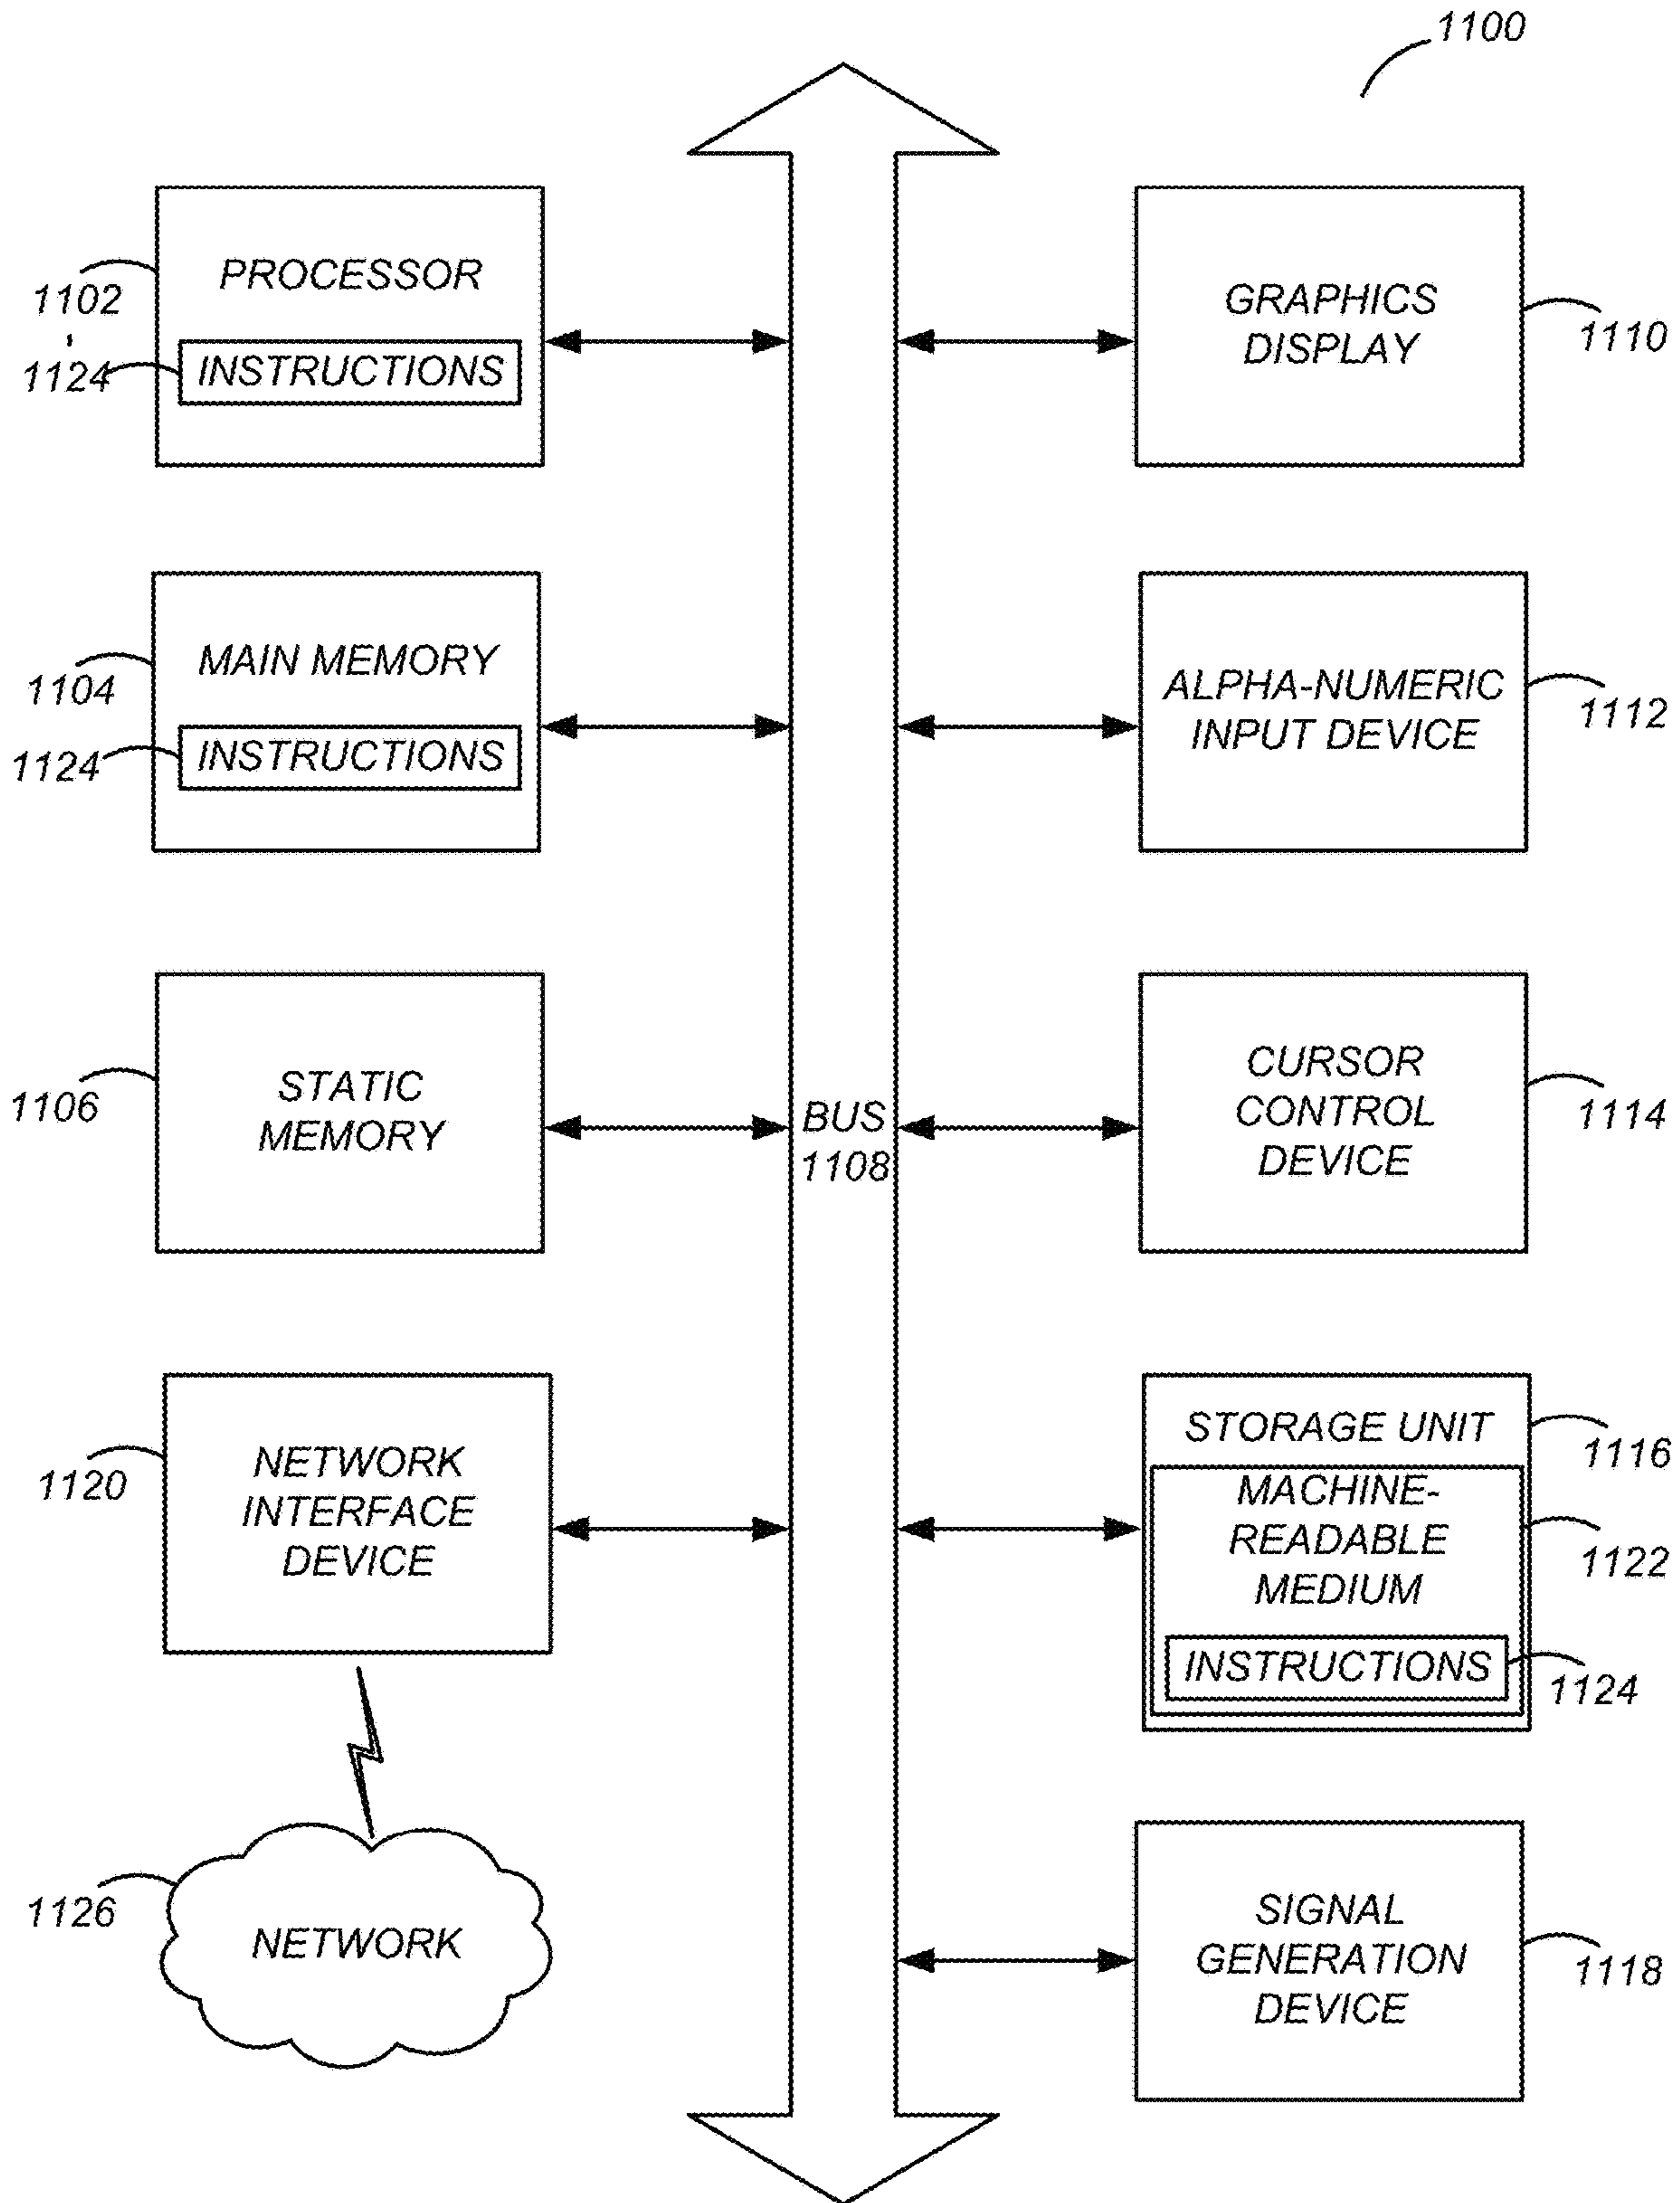 1100
PROCESSOR
1102
INSTRUCTIONS
1124
GRAPHICS
DISPLAY
1110
MAIN MEMORY
1104
INSTRUCTIONS
1124
ALPHA-NUMERIC
INPUT DEVICE
1112
STATIC
MEMORY
1106
BUS
1108
CURSOR
CONTROL
DEVICE
1114
NETWORK
INTERFACE
DEVICE
1120
STORAGE UNIT
1116
MACHINE-
READABLE
MEDIUM
1122
INSTRUCTIONS
1124
1126
NETWORK
SIGNAL
GENERATION
DEVICE
1118